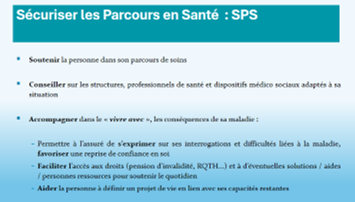 Sécuriser les Parcours en Santé : SPS
Soutenir la personne dans son parcours de soins
Conseiller sur les structures, professionnels de santé et dispositifs médico sociaux adaptés à sa
situation
Accompagner dans le « vivre avec », les conséquences de sa maladie :
– Permettre à l'assuré de s'exprimer sur ses interrogations et difficultés liées à la maladie,
favoriser une reprise de confiance en soi
– Faciliter l'accès aux droits (pension d'invalidité, RQTH…) et à d'éventuelles solutions / aides
/ personnes ressources pour soutenir le quotidien
– Aider la personne à définir un projet de vie en lien avec ses capacités restantes